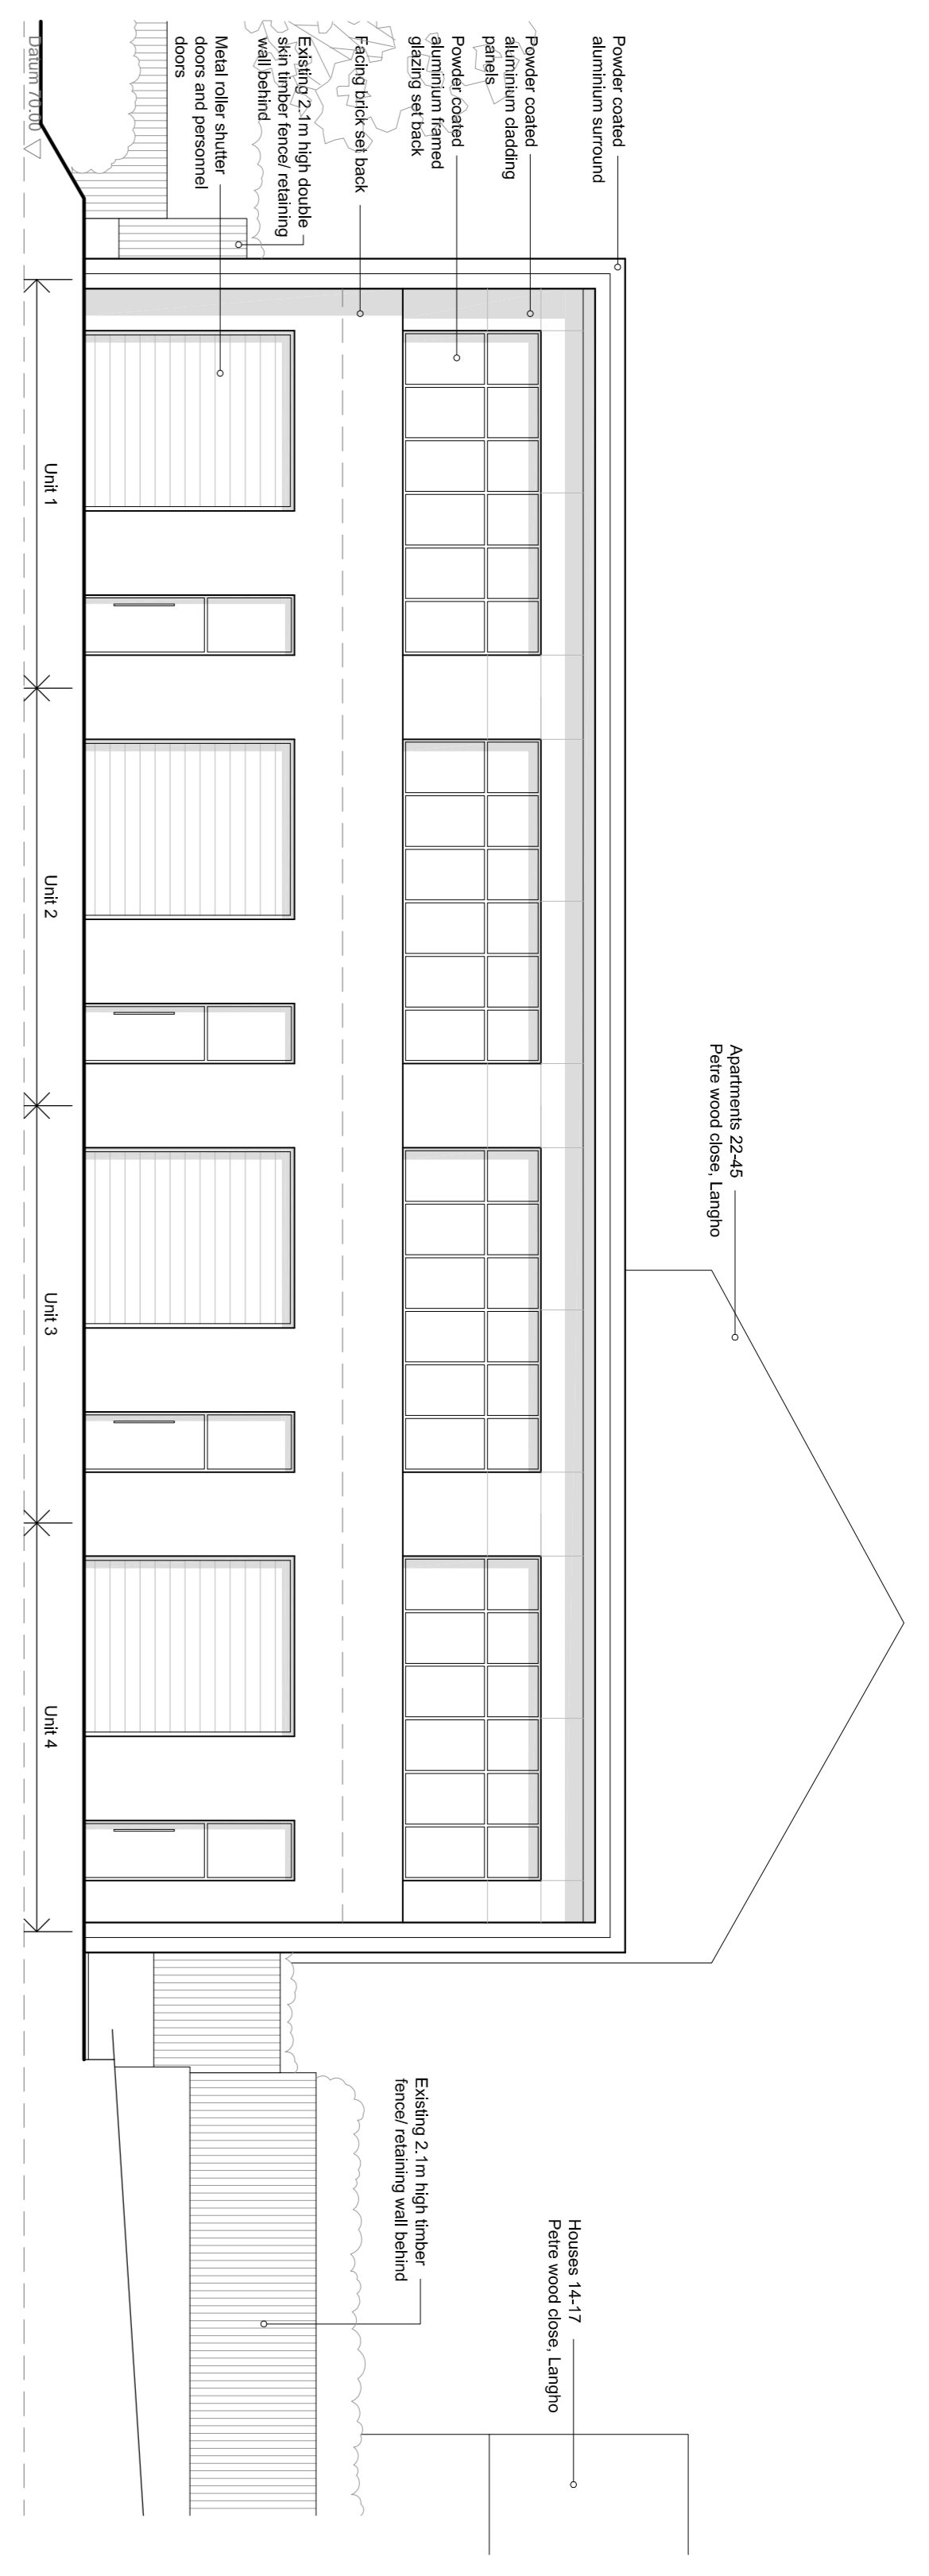 Powder coated
aluminium surround
Powder coated
aluminium cladding
panels
Powder coated
aluminium framed
glazing set back
Facing brick set back
Existing 2.1m high double
skin timber fence/ retaining
wall behind
Metal roller shutter
doors and personnel
doors
Datum 70.00
Unit 1
Unit 2
Unit 3
Unit 4
Apartments 22-45
Petre wood close, Langho
Existing 2.1m high timber
fence/ retaining wall behind
Houses 14-17
Petre wood close, Langho